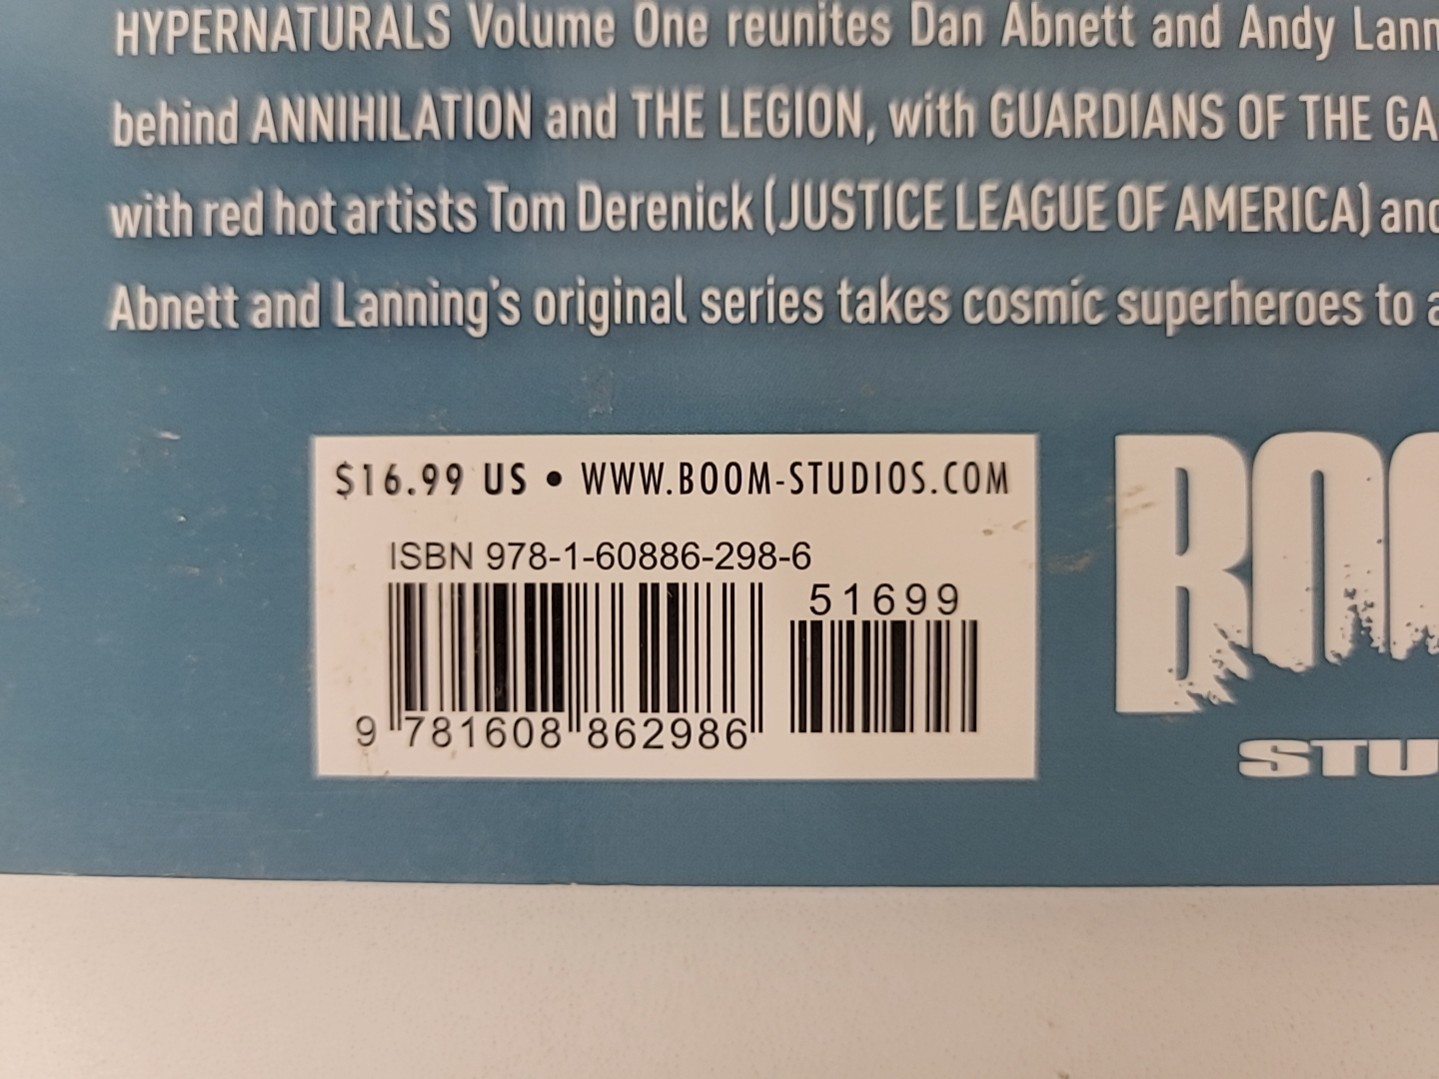 HYPERNATURALS Volume One reunites Dan Abnett and Andy Lann
behind ANNIHILATION and THE LEGION, with GUARDIANS OF THE GA
with red hot artists Tom Derenick (JUSTICE LEAGUE OF AMERICA) and
Abnett and Lanning's original series takes cosmic superheroes to a
$16.99 US • WWW.BOOM-STUDIOS.COM
ISBN 978-1-60886-298-6
51699
9 781608 862986
BOO
STU